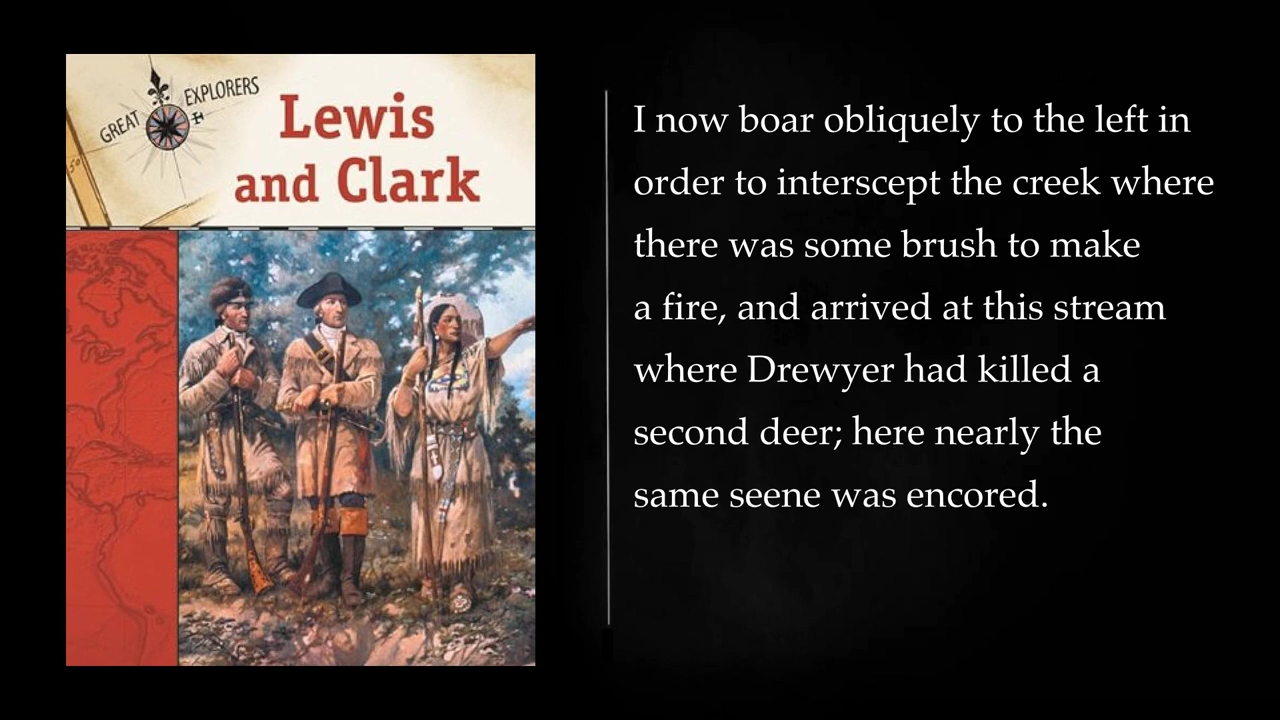 GREAT EXPLORERS
Lewis
and Clark
I now boar obliquely to the left in
order to interscept the creek where
there was some brush to make
a fire, and arrived at this stream
where Drewyer had killed a
second deer; here nearly the
same seene was encored.